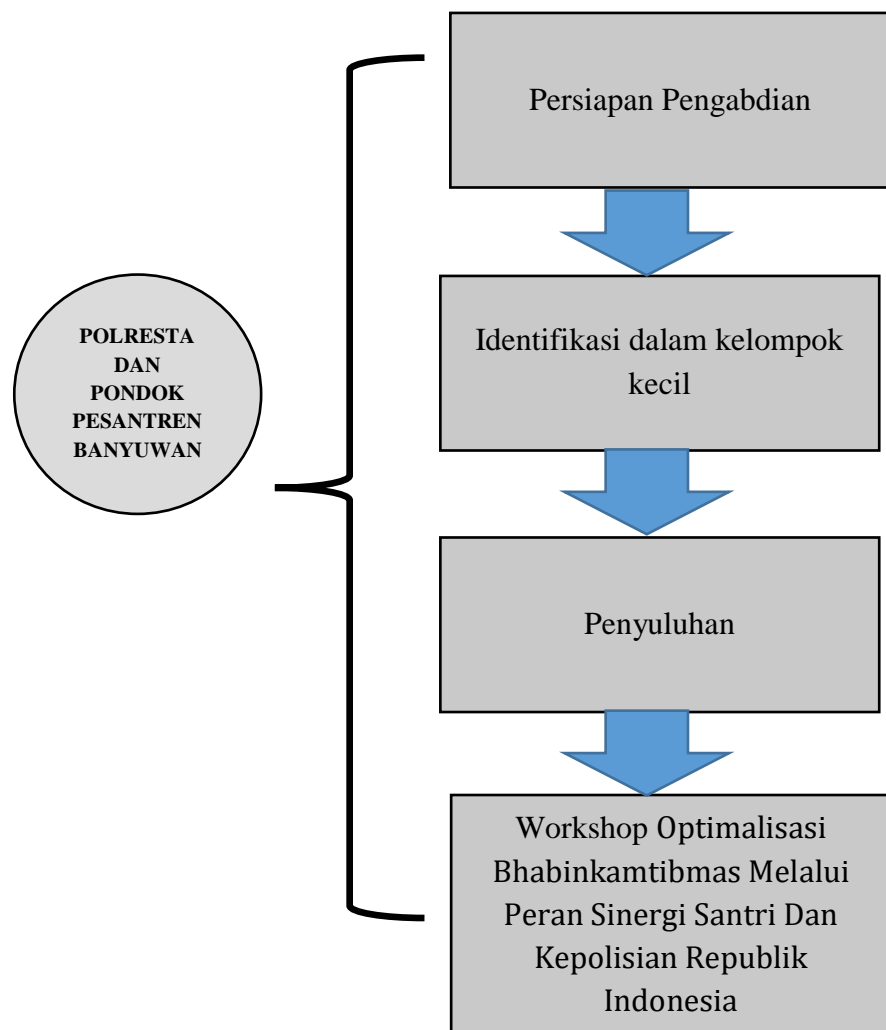 Persiapan Pengabdian
POLRESTA
DAN
PONDOK
PESANTREN
BANYUWAN
Identifikasi dalam kelompok
kecil
Penyuluhan
Workshop Optimalisasi
Bhabinkamtibmas Melalui
Peran Sinergi Santri Dan
Kepolisian Republik
Indonesia